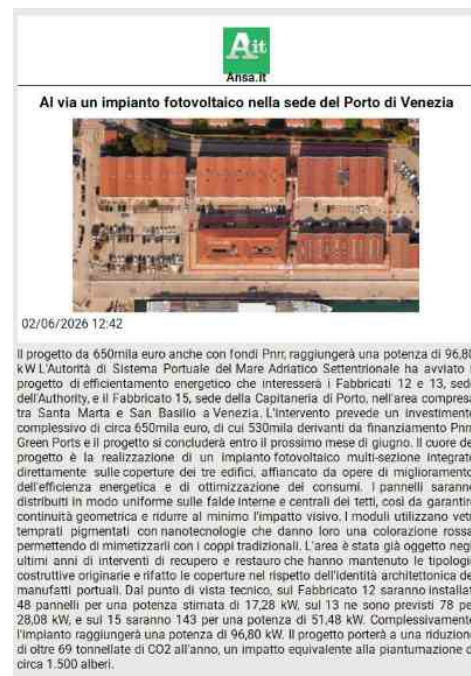 Ait
Ansa.it
Al via un impianto fotovoltaico nella sede del Porto di Venezia
02/06/2026 12:42
Il progetto da 650mila euro anche con fondi Pnrr, raggiungerà una potenza di 96,80
kW L'Autorità di Sistema Portuale del Mare Adriatico Settentrionale ha avviato i
progetto di efficientamento energetico che interesserà i Fabbricati 12 e 13, sede
dell'Authority, e il Fabbricato 15, sede della Capitaneria di Porto, nell'area compresa
tra Santa Marta e San Basilio a Venezia. L'intervento prevede un investimento
complessivo di circa 650mila euro, di cui 530mila derivanti da finanziamento Pnrr
Green Ports e il progetto si concluderà entro il prossimo mese di giugno. Il cuore de
progetto è la realizzazione di un impianto fotovoltaico multi-sezione integrato
direttamente sulle coperture dei tre edifici, affiancato da opere di miglioramento
dell'efficienza energetica e di ottimizzazione dei consumi. I pannelli saranno
distribuiti in modo uniforme sulle falde interne e centrali dei tetti, così da garantire
continuità geometrica e ridurre al minimo l'impatto visivo. I moduli utilizzano vetri
temprati pigmentati con nanotecnologie che danno loro una colorazione rossa
permettendo di mimetizzarli con i coppi tradizionali. L'area è stata già oggetto negl
ultimi anni di interventi di recupero e restauro che hanno mantenuto le tipologie
costruttive originarie e rifatto le coperture nel rispetto dell'identità architettonica de
manufatti portuali. Dal punto di vista tecnico, sul Fabbricato 12 saranno installat
48 pannelli per una potenza stimata di 17,28 kW, sul 13 ne sono previsti 78 pe
28,08 kW, e sul 15 saranno 143 per una potenza di 51,48 kW. Complessivamente
l'impianto raggiungerà una potenza di 96,80 kW. Il progetto porterà a una riduzione
di oltre 69 tonnellate di CO2 all'anno, un impatto equivalente alla piantumazione d
circa 1.500 alberi.